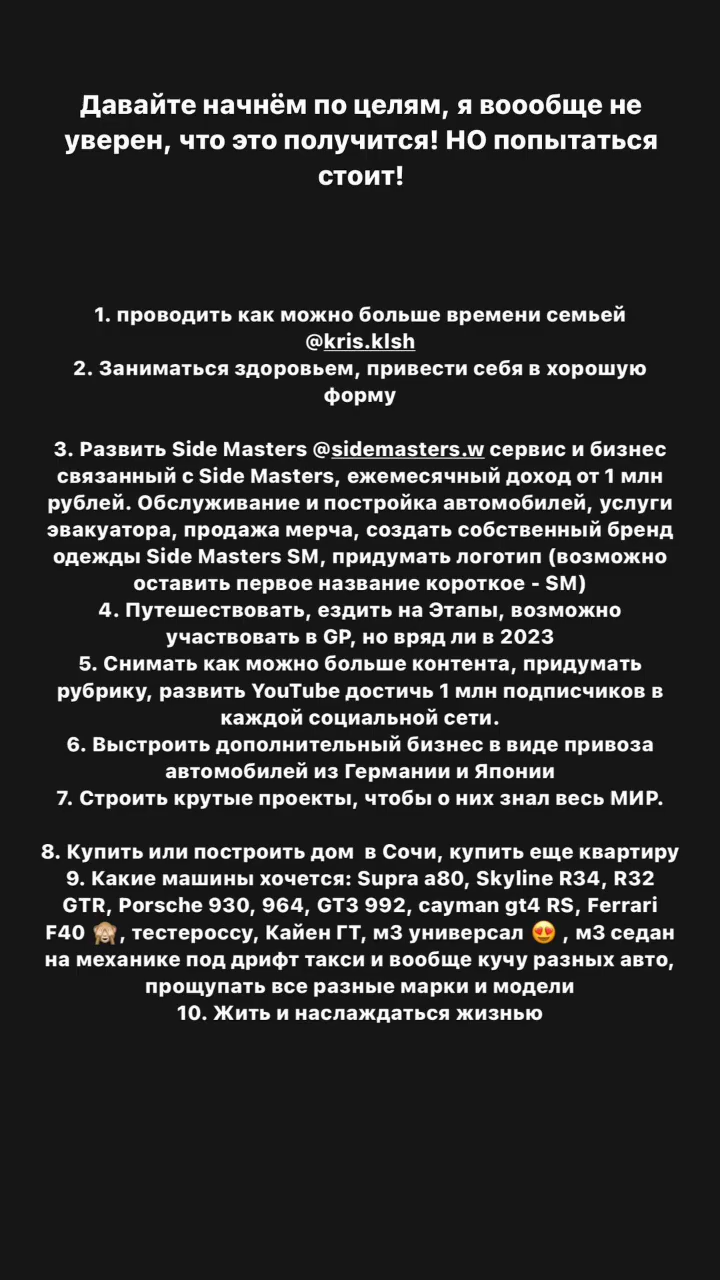 Давайте начнём по целям, я воообще не
уверен, что это получится! НО попытаться
стоит!
1. проводить как можно больше времени семьей
@kris.klsh
2. Заниматься здоровьем, привести себя в хорошую
форму
3. Развить Side Masters @sidemasters.w сервис и бизнес
связанный с Side Masters, ежемесячный доход от 1 млн
рублей. Обслуживание и постройка автомобилей, услуги
эвакуатора, продажа мерча, создать собственный бренд
одежды Side Masters SM, придумать логотип (возможно
оставить первое название короткое - SM)
4. Путешествовать, ездить на Этапы, возможно
участвовать в GP, но вряд ли в 2023
5. Снимать как можно больше контента, придумать
рубрику, развить YouTube достичь 1 млн подписчиков в
каждой социальной сети.
6. Выстроить дополнительный бизнес в виде привоза
автомобилей из Германии и Японии
7. Строить крутые проекты, чтобы о них знал весь МИР.
8. Купить или построить дом  в Сочи, купить еще квартиру
9. Какие машины хочется: Supra a80, Skyline R34, R32
GTR, Porsche 930, 964, GT3 992, cayman gt4 RS, Ferrari
F40 🙈, тестероссу, Кайен ГТ, м3 универсал 😍 , м3 седан
на механике под дрифт такси и вообще кучу разных авто,
прощупать все разные марки и модели
10. Жить и наслаждаться жизнью